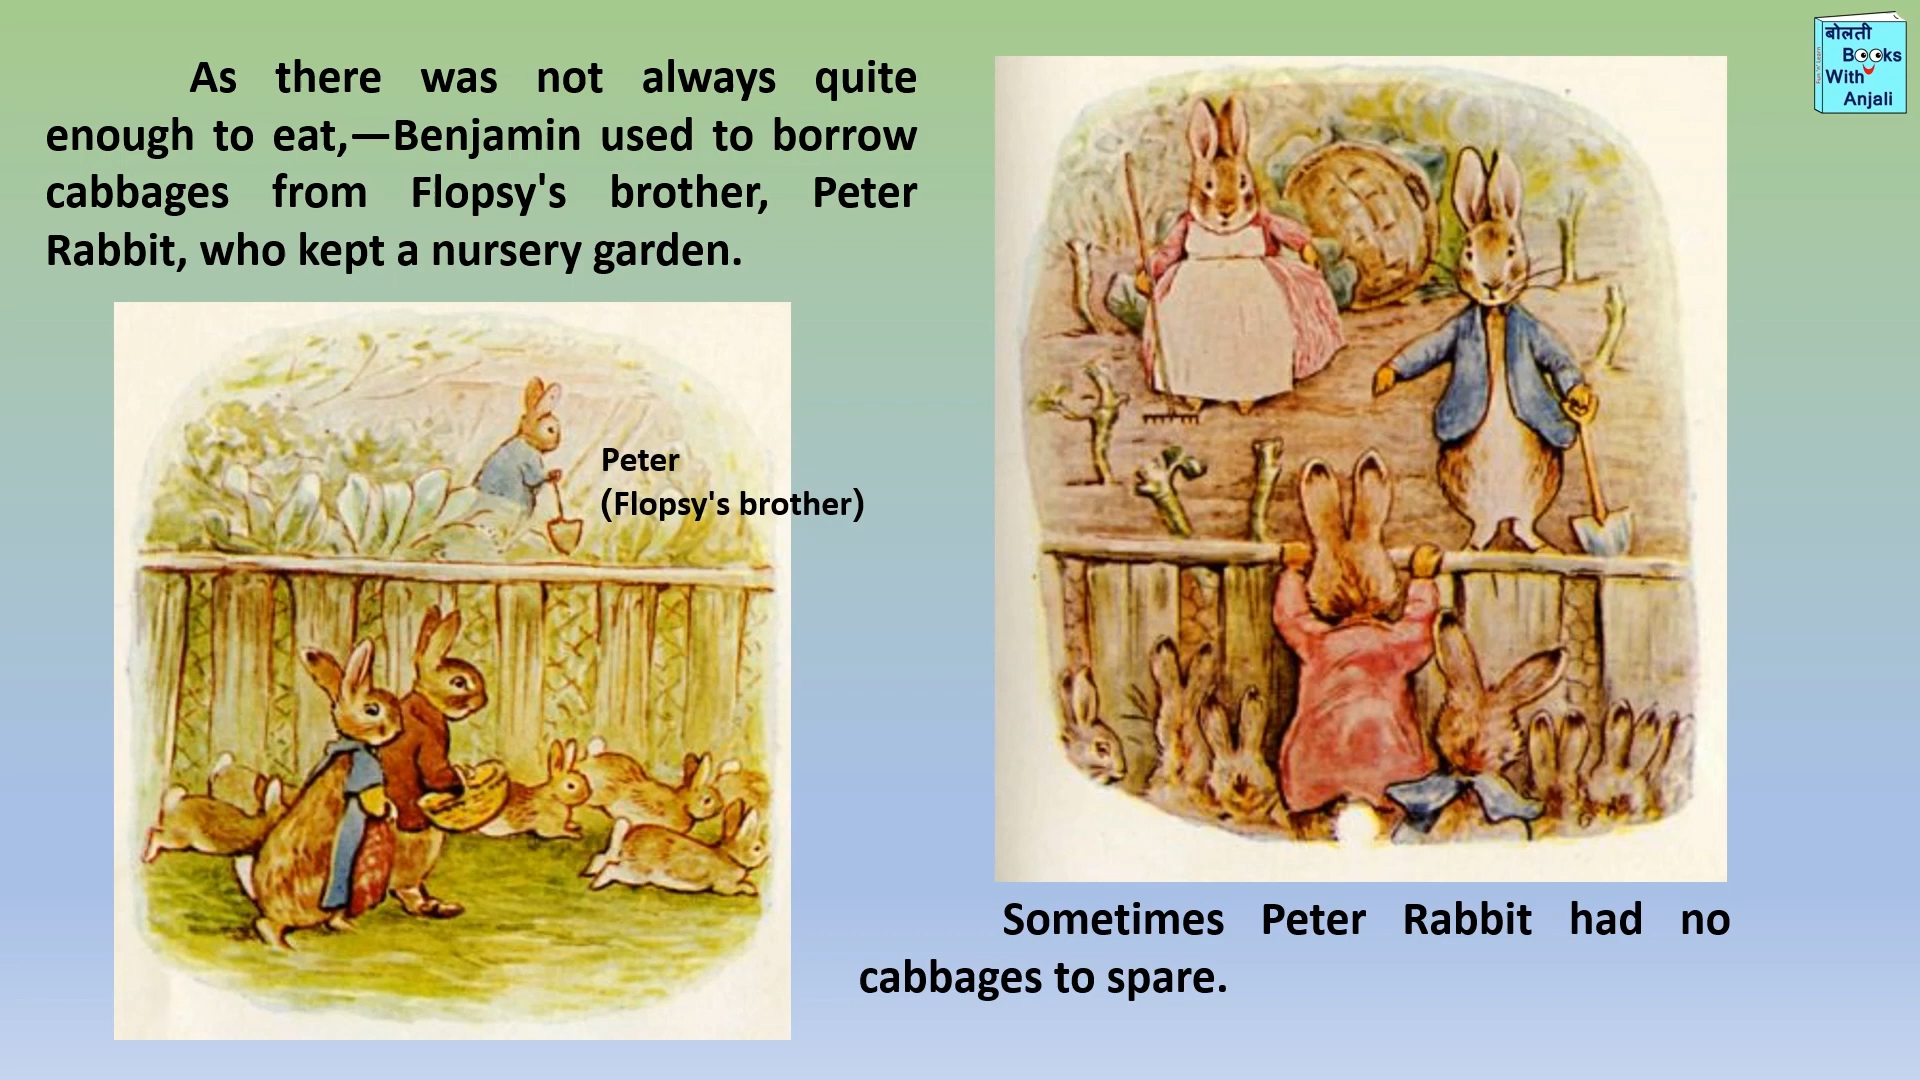 As there was not always quite
enough to eat,—Benjamin used to borrow
cabbages from Flopsy's brother, Peter
Rabbit, who kept a nursery garden.
Peter
(Flopsy's brother)
Sometimes Peter Rabbit had no
cabbages to spare.
बोलती
Books
With
Anjali